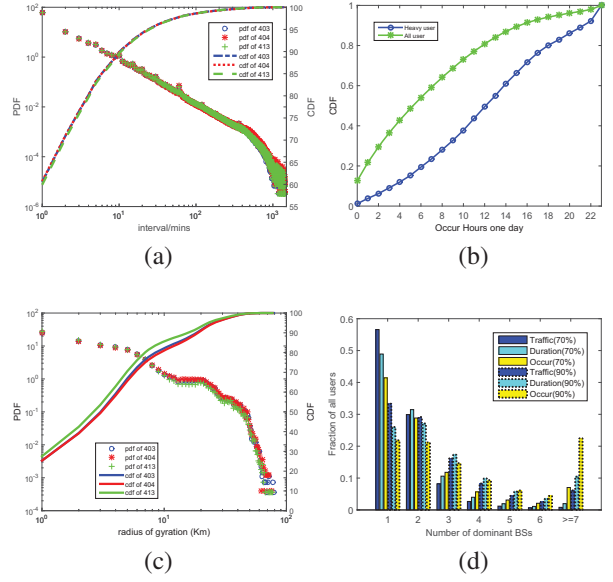 10^2
10^0
10^-2
10^-4
10^-6
PDF
100
95
90
85
80
75
70
65
60
55
CDF
pdf of 403
pdf of 404
pdf of 413
cdf of 403
cdf of 404
cdf of 413
10^0
10^1
10^2
10^3
interval/mins
(a)
1
0.8
0.6
0.4
0.2
0
CDF
Heavy user
All user
0 2 4 6 8 10 12 14 16 18 20 22
Occur Hours one day
(b)
10^2
10^1
10^0
10^-1
10^-2
10^-3
10^-4
PDF
100
90
80
70
60
50
40
30
20
10
0
CDF
pdf of 403
pdf of 404
pdf of 413
cdf of 403
cdf of 404
cdf of 413
10^0
10^1
10^2
radius of gyration (Km)
(c)
0.6
0.5
0.4
0.3
0.2
0.1
0
Fraction of all users
Traffic(70%)
Duration(70%)
Occur(70%)
Traffic(90%)
Duration(90%)
Occur(90%)
1 2 3 4 5 6 >=7
Number of dominant BSs
(d)